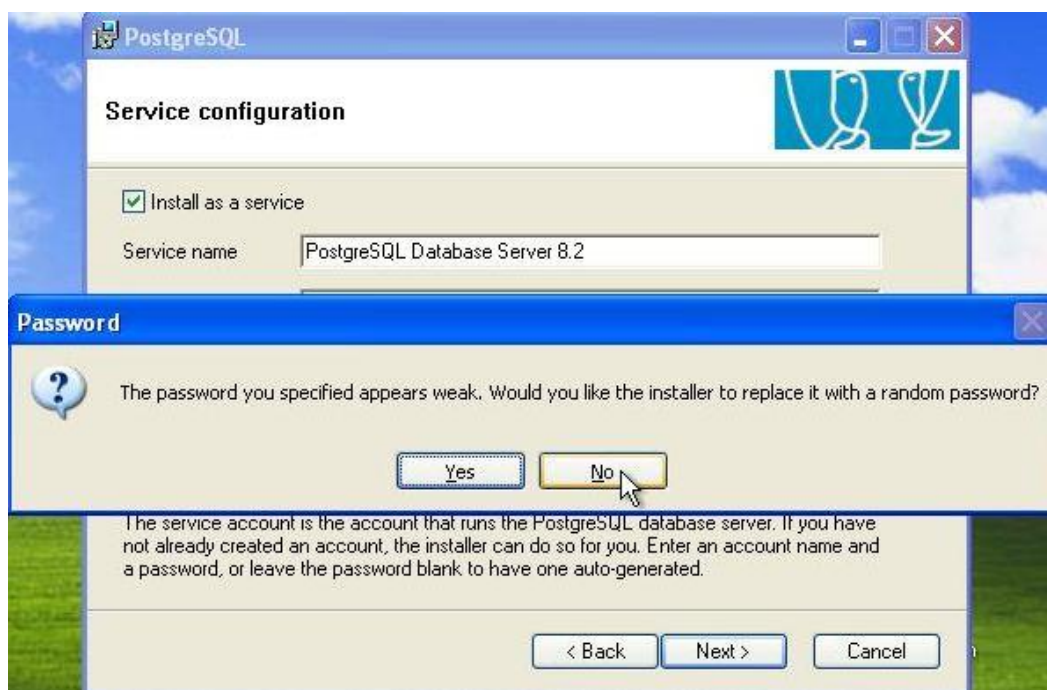 PostgreSQL
Service configuration
Install as a service
Service name PostgreSQL Database Server 8.2
Password
The password you specified appears weak. Would you like the installer to replace it with a random password?
Yes No
The service account is the account that runs the PostgreSQL database server. If you have
not already created an account, the installer can do so for you. Enter an account name and
a password, or leave the password blank to have one auto-generated.
< Back Next > Cancel